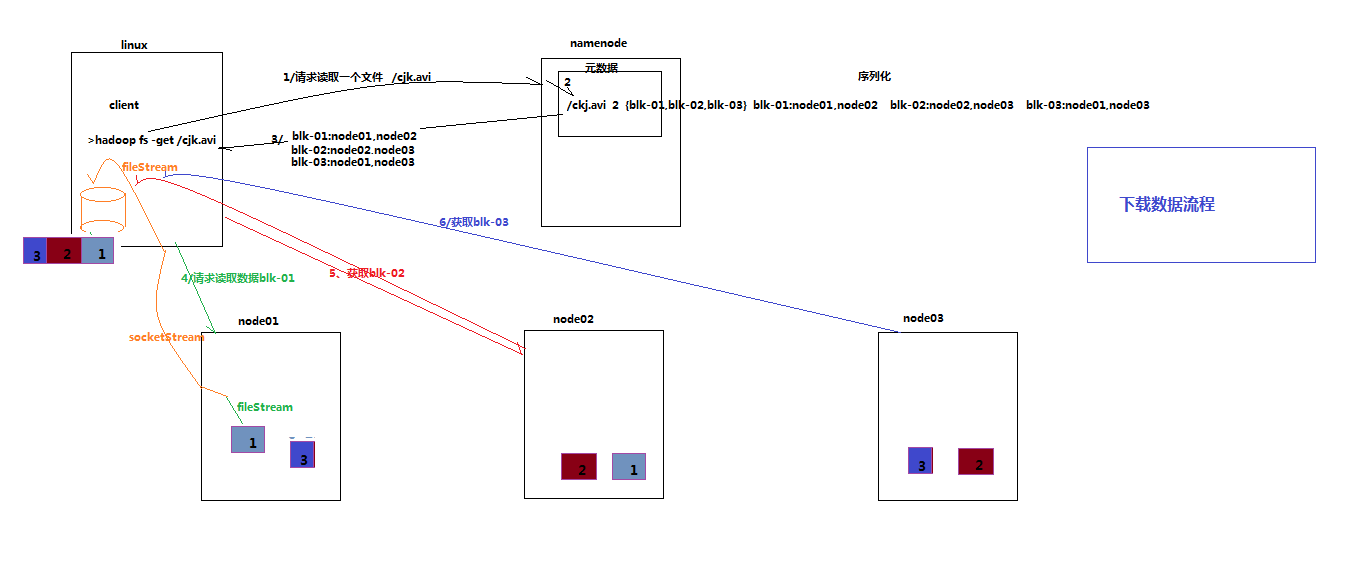 linux
namenode
元数据
序列化
1/请求读取一个文件 /cjk.avi
2
client
/ckj.avi 2 {blk-01,blk-02,blk-03} blk-01:node01,node02 blk-02:node02,node03 blk-03:node01,node03
>hadoop fs -get /cjk.avi
3/ blk-01:node01,node02
blk-02:node02.node03
blk-03:node01,node03
fileStream
下载数据流程
6/获取blk-03
3 2 1
4/请求读取数据blk-01
5、获取blk-02
node01
node02
node03
socketStream
fileStream
1
3
2 1
3 2